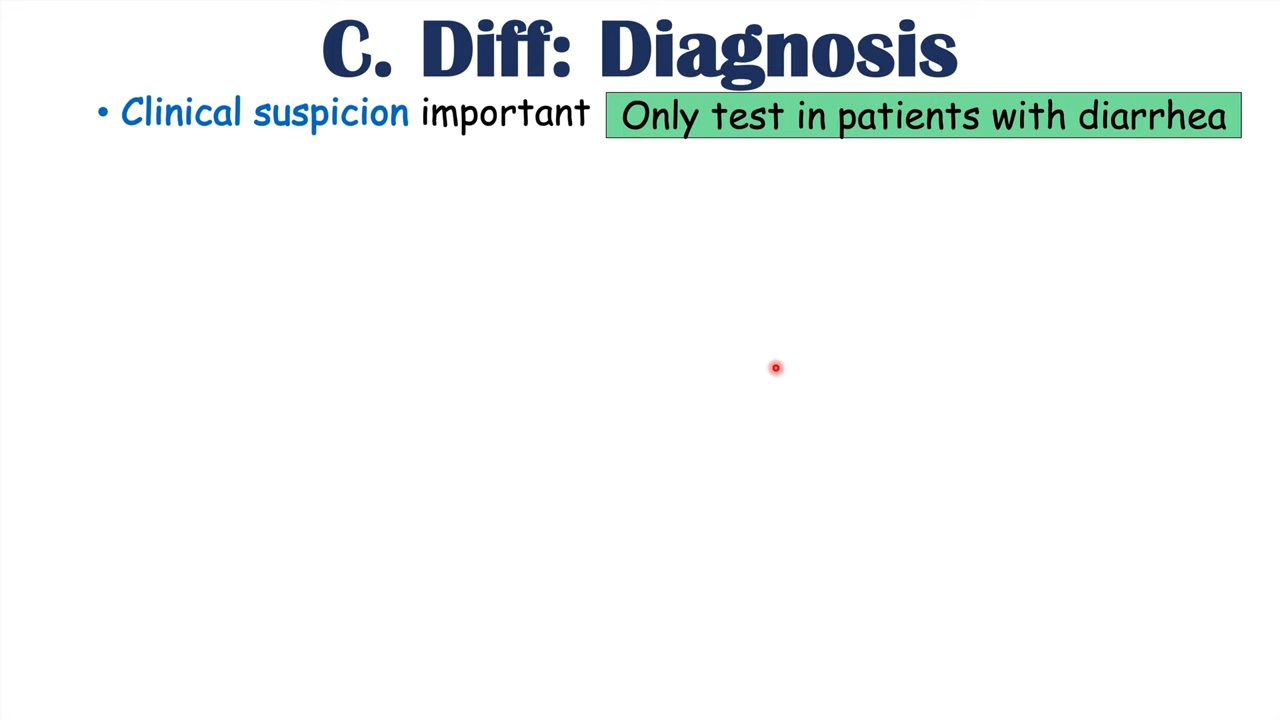 C. Diff: Diagnosis
• Clinical suspicion important Only test in patients with diarrhea